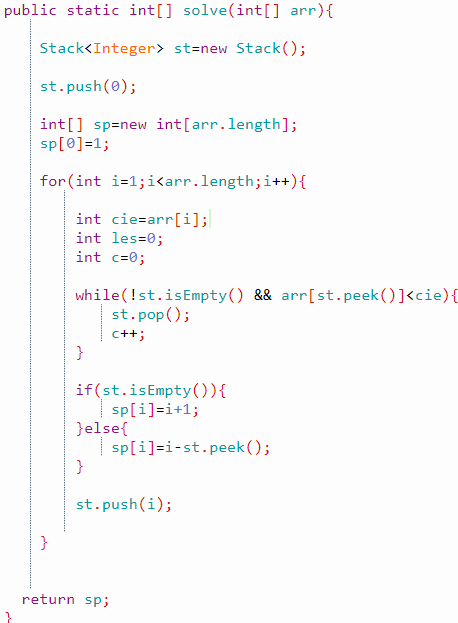 public static int[] solve(int[] arr){
Stack<Integer> st=new Stack();
st.push(0);
int[] sp=new int[arr.length];
sp[0]=1;
for(int i=1;i<arr.length;i++){
int cie=arr[i];
int les=0;
int c=0;
while(!st.isEmpty() && arr[st.peek()]<cie){
st.pop();
c++;
}
if(st.isEmpty()){
sp[i]=i+1;
}else{
sp[i]=i-st.peek();
}
st.push(i);
}
return sp;
}